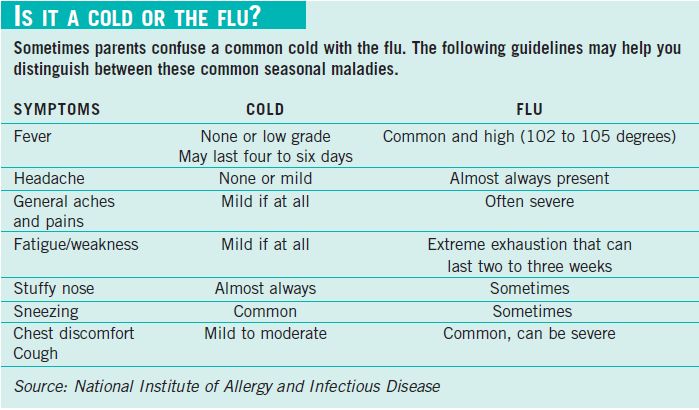 IS IT A COLD OR THE FLU?
Sometimes parents confuse a common cold with the flu. The following guidelines may help you
distinguish between these common seasonal maladies.
SYMPTOMS COLD FLU
Fever None or low grade Common and high (102 to 105 degrees)
May last four to six days
Headache None or mild Almost always present
General aches Mild if at all Often severe
and pains
Fatigue/weakness Mild if at all Extreme exhaustion that can
last two to three weeks
Stuffy nose Almost always Sometimes
Sneezing Common Sometimes
Chest discomfort Mild to moderate Common, can be severe
Cough
Source: National Institute of Allergy and Infectious Disease